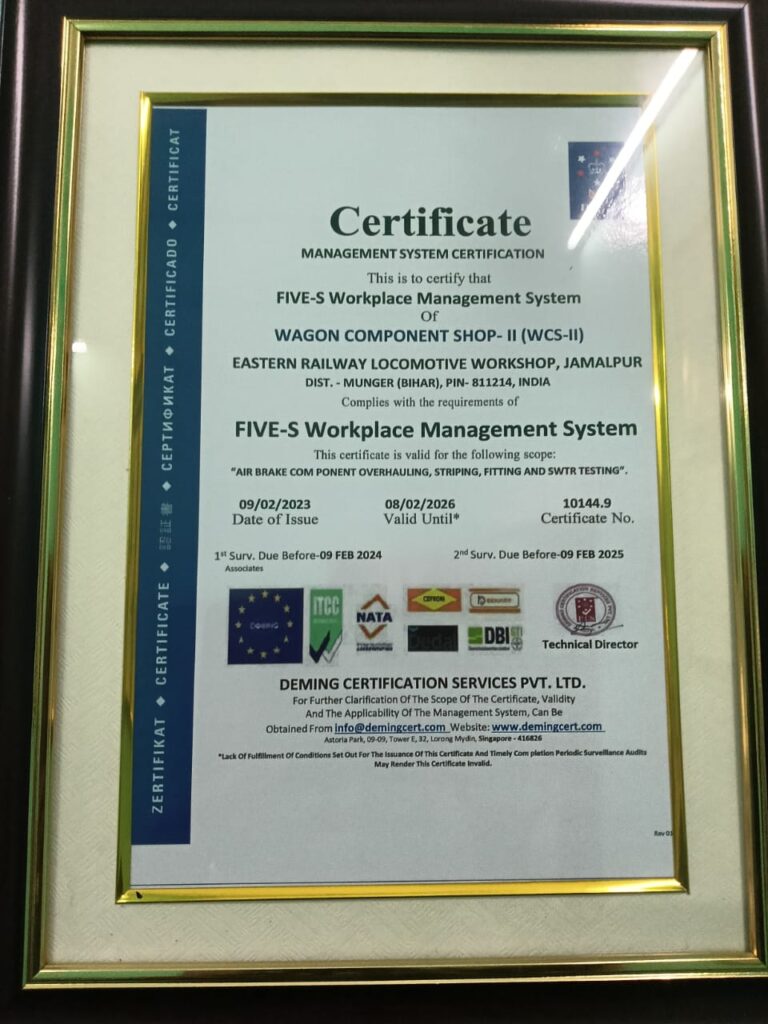 Certificate
MANAGEMENT SYSTEM CERTIFICATION
This is to certify that
FIVE-S Workplace Management System
Of
WAGON COMPONENT SHOP- II (WCS-II)
EASTERN RAILWAY LOCOMOTIVE WORKSHOP, JAMALPUR
DIST. - MUNGER (BIHAR), PIN- 811214, INDIA
Complies with the requirements of
FIVE-S Workplace Management System
This certificate is valid for the following scope:
"AIR BRAKE COM PONENT OVERHAULING, STRIPING, FITTING AND SWTR TESTING".
09/02/2023 08/02/2026 10144.9
Date of Issue Valid Until* Certificate No.
1st Surv. Due Before-09 FEB 2024 2nd Surv. Due Before-09 FEB 2025
Associates
DEMING ITCC NATA DBI
Technical Director
DEMING CERTIFICATION SERVICES PVT. LTD.
For Further Clarification Of The Scope Of The Certificate, Validity
And The Applicability Of The Management System, Can Be
Obtained From info@demingcert.com Website: www.demingcert.com
Astoria Park, 09-09, Tower E, 32, Lorong Mydin, Singapore - 416826
*Lack Of Fulfillment Of Conditions Set Out For The Issuance Of This Certificate And Timely Com pletion Periodic Surveillance Audits
May Render This Certificate Invalid.
Rev 01
ZERTIFIKAT ◆ CERTIFICATE ◆ 認証書 ◆ СЕРТИФИКАТ ◆ CERTIFICADO ◆ CERTIFICAT